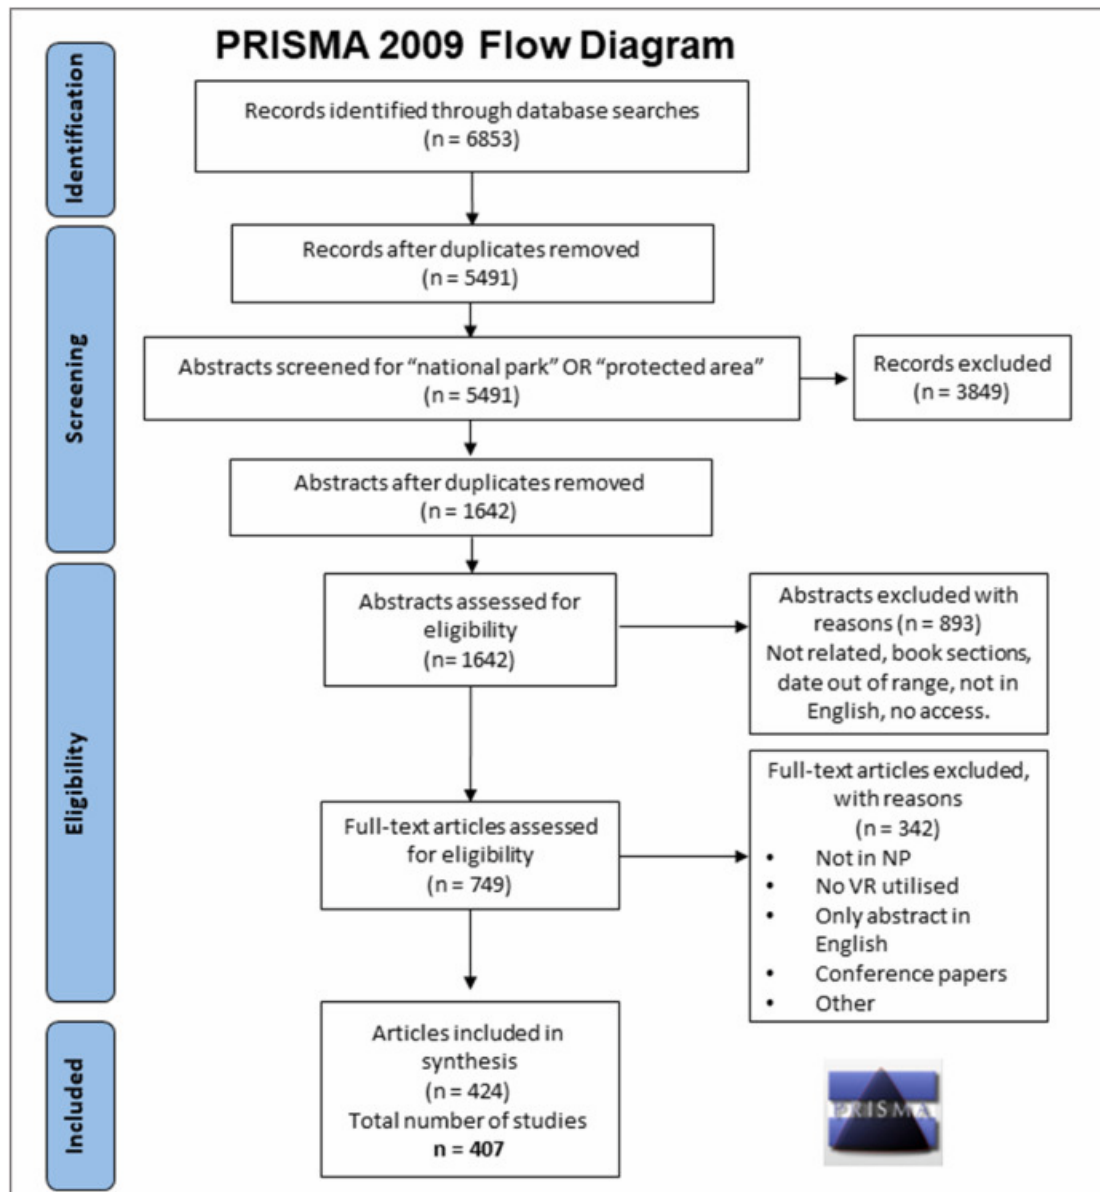 PRISMA 2009 Flow Diagram
Identification
Records identified through database searches
(n = 6853)
Screening
Records after duplicates removed
(n = 5491)
Abstracts screened for “national park” OR “protected area”
(n = 5491)
Records excluded
(n = 3849)
Abstracts after duplicates removed
(n = 1642)
Eligibility
Abstracts assessed for
eligibility
(n= 1642)
Abstracts excluded with
reasons (n = 893)
Not related, book sections,
date out of range, not in
English, no access.
Full-text articles assessed
for eligibility
(n = 749)
Full-text articles excluded,
with reasons
(n = 342)
• Not in NP
• No VR utilised
• Only abstract in
English
• Conference papers
• Other
Included
Articles included in
synthesis
(n = 424)
Total number of studies
n = 407
PRISMA